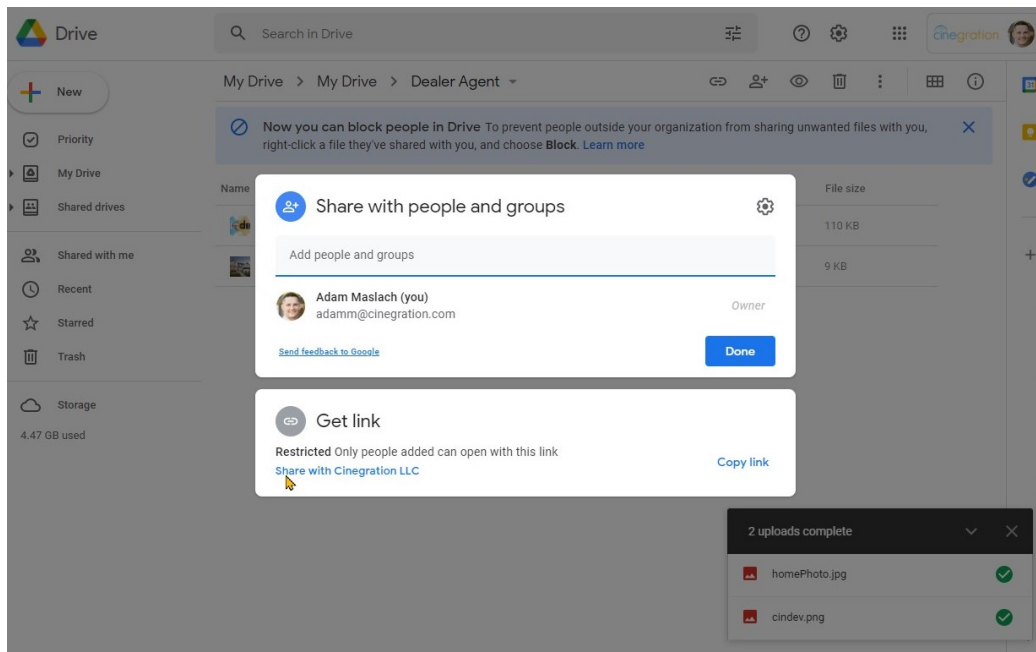 Drive
Search in Drive
cinegration
New
My Drive > My Drive > Dealer Agent
Priority
My Drive
Shared drives
Shared with me
Recent
Starred
Trash
Storage
4.47 GB used
Now you can block people in Drive To prevent people outside your organization from sharing unwanted files with you,
right-click a file they've shared with you, and choose Block. Learn more
Name
File size
110 KB
9 KB
Share with people and groups
Add people and groups
Adam Maslach (you)
adamm@cinegration.com
Owner
Send feedback to Google
Done
Get link
Restricted Only people added can open with this link
Share with Cinegration LLC
Copy link
2 uploads complete
homePhoto.jpg
cindev.png